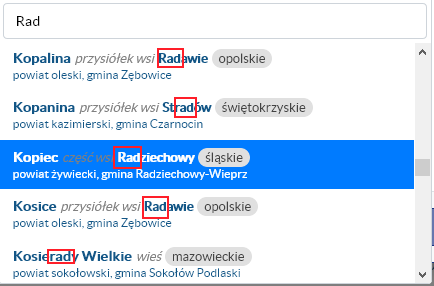 Rad
Kopalina przysiółek wsi Radawie opolskie
powiat oleski, gmina Zębowice
Kopanina przysiółek wsi Stradów świętokrzyskie
powiat kazimierski, gmina Czarnocin
Kopiec część wsi Radziechowy śląskie
powiat żywiecki, gmina Radziechowy-Wieprz
Kosice przysiółek wsi Radawie opolskie
powiat oleski, gmina Zębowice
Kosierady Wielkie wieś mazowieckie
powiat sokołowski, gmina Sokołów Podlaski